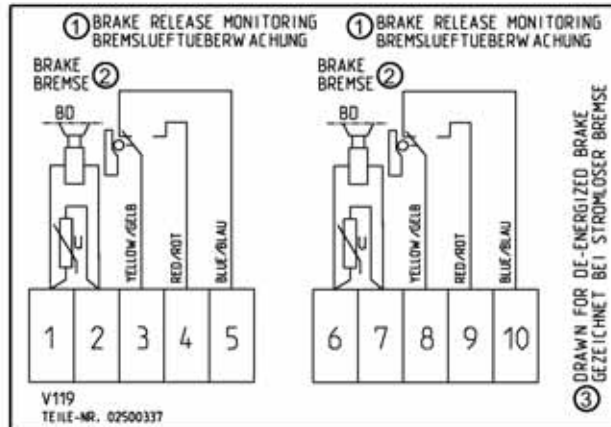 ① BRAKE RELEASE MONITORING
BREMSLUEFTUEBERWACHUNG
BRAKE
BREMSE ②
BD
U
YELLOW/GELB
RED/ROT
BLUE/BLAU
1 2 3 4 5
① BRAKE RELEASE MONITORING
BREMSLUEFTUEBERWACHUNG
BRAKE
BREMSE ②
BD
U
YELLOW/GELB
RED/ROT
BLUE/BLAU
6 7 8 9 10
③ DRAWN FOR DE-ENERGIZED BRAKE
GEZEICHNET BEI STROMLOSER BREMSE
V119
TEILE-NR. 02500337